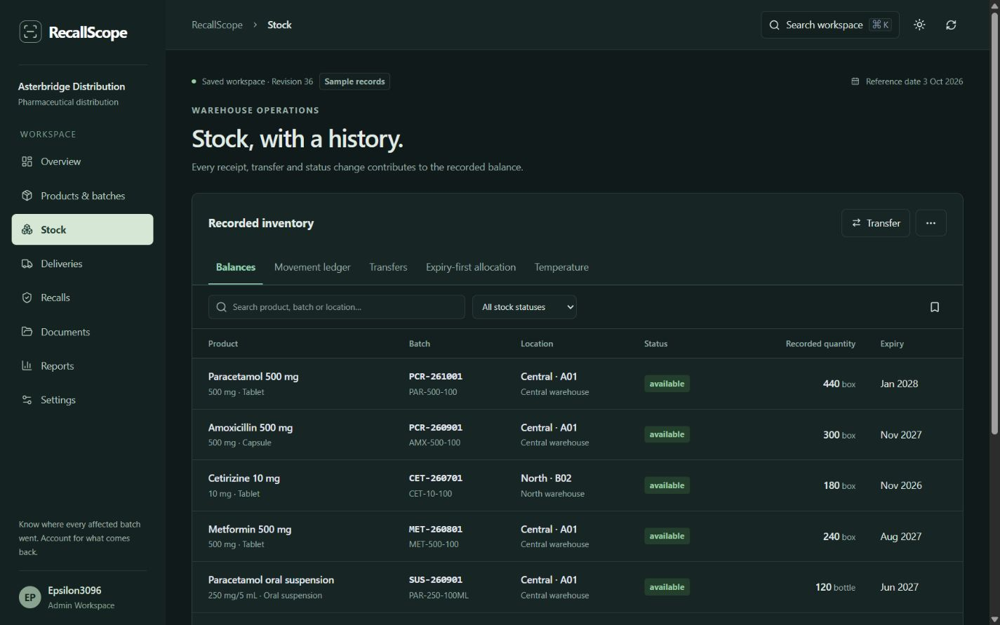 RecallScope
Asterbridge Distribution
Pharmaceutical distribution
WORKSPACE
Overview
Products & batches
Stock
Deliveries
Recalls
Documents
Reports
Settings
Know where every affected batch
went. Account for what comes
back.
EP
Epsilon3096
Admin Workspace
RecallScope > Stock
Search workspace ⌘ K
Saved workspace · Revision 36 Sample records
Reference date 3 Oct 2026
WAREHOUSE OPERATIONS
Stock, with a history.
Every receipt, transfer and status change contributes to the recorded balance.
Recorded inventory
Transfer
Balances Movement ledger Transfers Expiry-first allocation Temperature
Search product, batch or location... All stock statuses
Product Batch Location Status Recorded quantity Expiry
Paracetamol 500 mg PCR-261001 Central · A01 available 440 box Jan 2028
500 mg · Tablet PAR-500-100 Central warehouse
Amoxicillin 500 mg PCR-260901 Central · A01 available 300 box Nov 2027
500 mg · Capsule AMX-500-100 Central warehouse
Cetirizine 10 mg CET-260701 North · B02 available 180 box Nov 2026
10 mg · Tablet CET-10-100 North warehouse
Metformin 500 mg MET-260801 Central · A01 available 240 box Aug 2027
500 mg · Tablet MET-500-100 Central warehouse
Paracetamol oral suspension SUS-260901 Central · A01 available 120 bottle Jun 2027
250 mg/5 mL · Oral suspension PAR-250-100ML Central warehouse